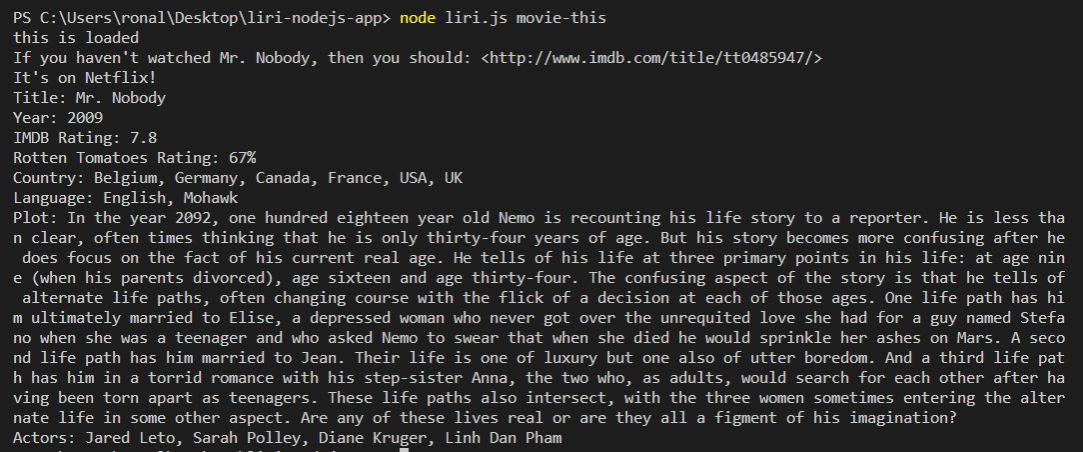 PS C:\Users\ronal\Desktop\liri-nodejs-app> node liri.js movie-this
this is loaded
If you haven't watched Mr. Nobody, then you should: <http://www.imdb.com/title/tt0485947/>
It's on Netflix!
Title: Mr. Nobody
Year: 2009
IMDB Rating: 7.8
Rotten Tomatoes Rating: 67%
Country: Belgium, Germany, Canada, France, USA, UK
Language: English, Mohawk
Plot: In the year 2092, one hundred eighteen year old Nemo is recounting his life story to a reporter. He is less tha
n clear, often times thinking that he is only thirty-four years of age. But his story becomes more confusing after he
 does focus on the fact of his current real age. He tells of his life at three primary points in his life: at age nin
e (when his parents divorced), age sixteen and age thirty-four. The confusing aspect of the story is that he tells of
 alternate life paths, often changing course with the flick of a decision at each of those ages. One life path has hi
m ultimately married to Elise, a depressed woman who never got over the unrequited love she had for a guy named Stefa
no when she was a teenager and who asked Nemo to swear that when she died he would sprinkle her ashes on Mars. A seco
nd life path has him married to Jean. Their life is one of luxury but one also of utter boredom. And a third life pat
h has him in a torrid romance with his step-sister Anna, the two who, as adults, would search for each other after ha
ving been torn apart as teenagers. These life paths also intersect, with the three women sometimes entering the alter
nate life in some other aspect. Are any of these lives real or are they all a figment of his imagination?
Actors: Jared Leto, Sarah Polley, Diane Kruger, Linh Dan Pham